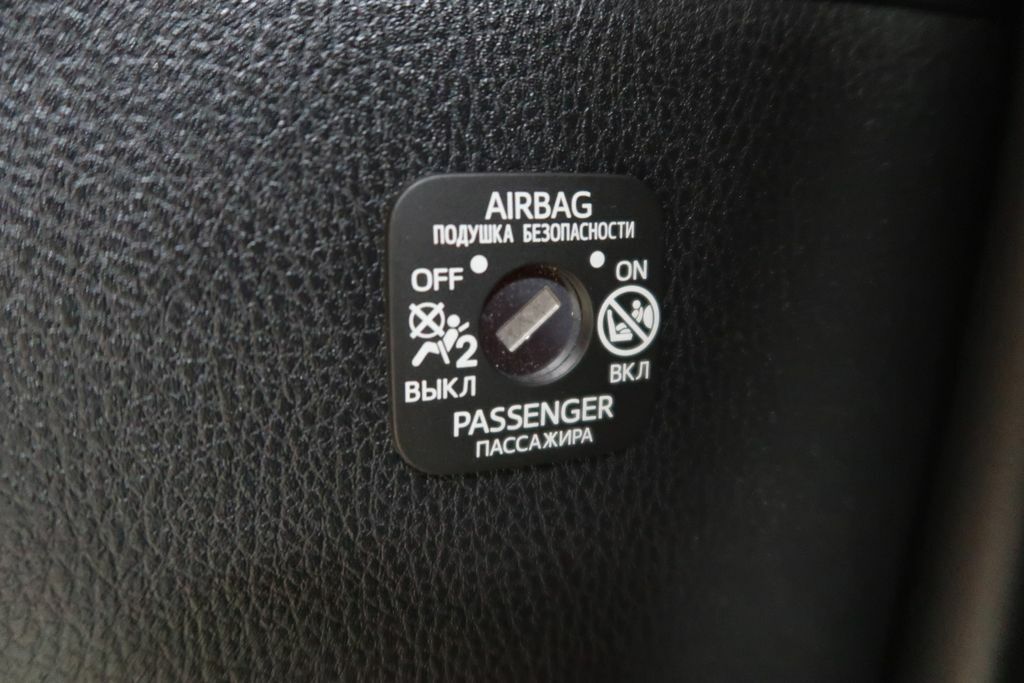 AIRBAG
ПОДУШКА БЕЗОПАСНОСТИ
OFF ON
2
ВЫКЛ ВКЛ
PASSENGER
ПАССАЖИРА